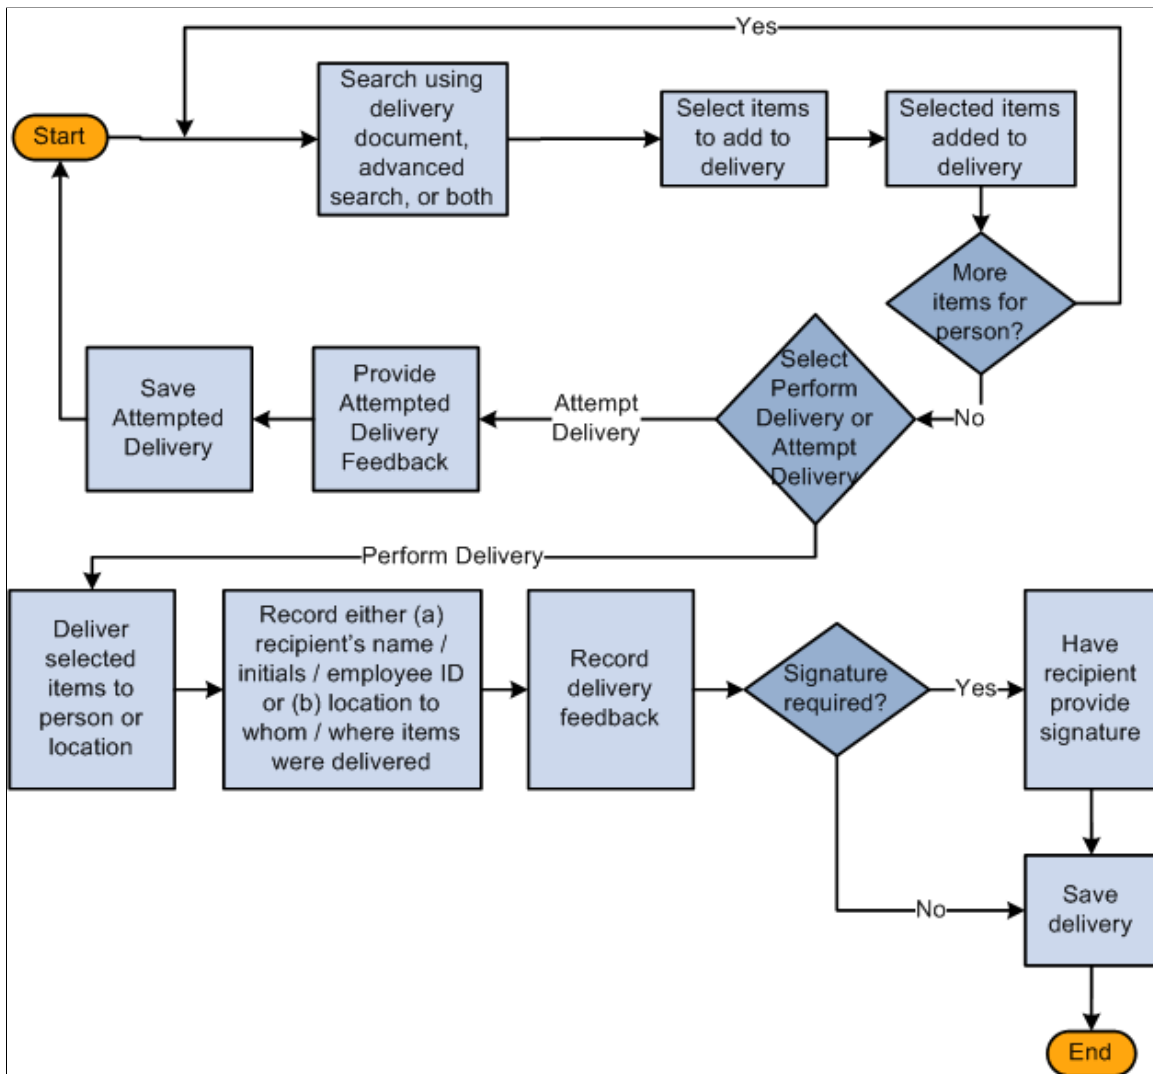 Yes
Start
Search using
delivery
document,
advanced
search, or both
Select items
to add to
delivery
Selected items
added to
delivery
More
items for
person?
No
Select
Perform
Delivery or
Attempt
Delivery
Attempt
Delivery
Provide
Attempted
Delivery
Feedback
Save
Attempted
Delivery
Perform Delivery
Deliver
selected
items to
person or
location
Record either (a)
recipient's name /
initials / employee ID
or (b) location to
whom / where items
were delivered
Record
delivery
feedback
Signature
required?
Yes
Have
recipient
provide
signature
No
Save
delivery
End